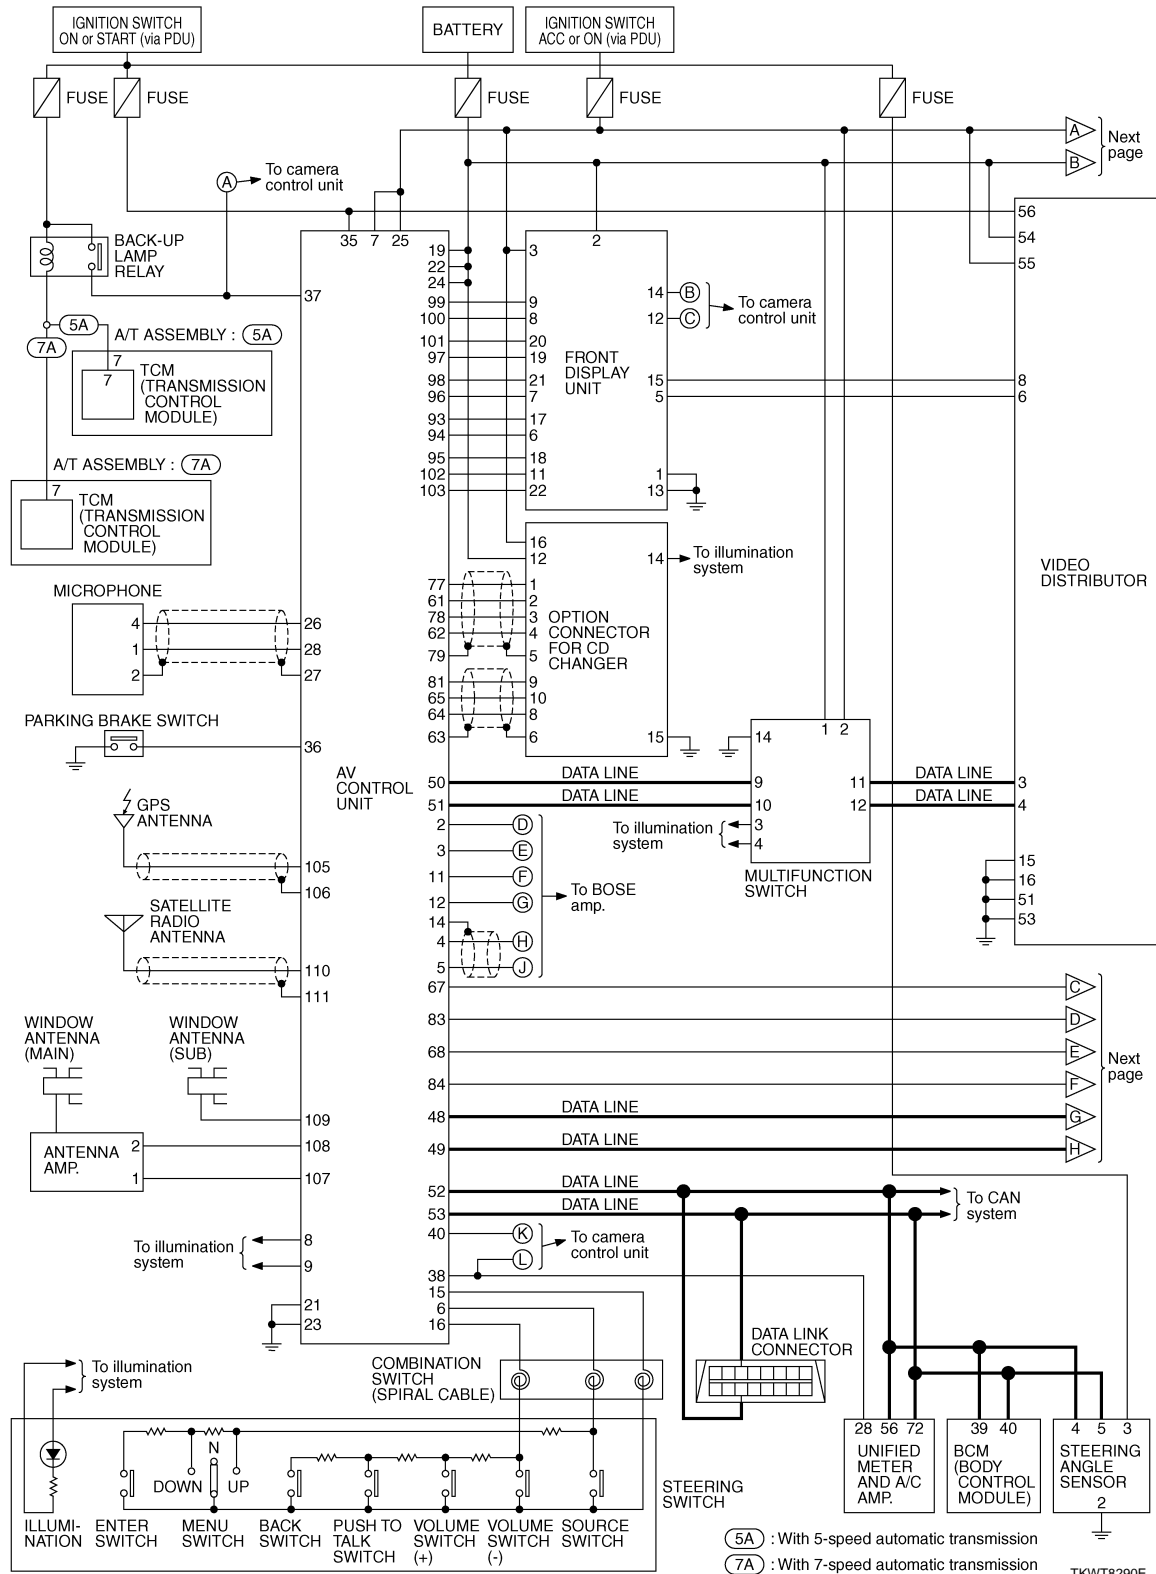 IGNITION SWITCH
ON or START (via PDU)
BATTERY
IGNITION SWITCH
ACC or ON (via PDU)
FUSE
FUSE
FUSE
FUSE
FUSE
A
B
Next
page
A
To camera
control unit
BACK-UP
LAMP
RELAY
35 7 25
37
5A
7A
A/T ASSEMBLY : 5A
7
7
TCM
(TRANSMISSION
CONTROL
MODULE)
A/T ASSEMBLY : 7A
7
TCM
(TRANSMISSION
CONTROL
MODULE)
MICROPHONE
4
1
2
26
28
27
PARKING BRAKE SWITCH
36
AV
CONTROL
UNIT
GPS
ANTENNA
105
106
SATELLITE
RADIO
ANTENNA
110
111
WINDOW
ANTENNA
(MAIN)
WINDOW
ANTENNA
(SUB)
109
ANTENNA
AMP.
2
1
108
107
To illumination
system
8
9
21
23
19
22
24
99
100
101
97
98
96
93
94
95
102
103
2
3
9
8
20
19
21
7
17
6
18
11
22
FRONT
DISPLAY
UNIT
14
12
B
C
To camera
control unit
15
5
1
13
77
61
78
62
79
81
65
64
63
16
12
1
2
3
4
5
9
10
8
6
OPTION
CONNECTOR
FOR CD
CHANGER
14
To illumination
system
15
50
51
DATA LINE
DATA LINE
1 2
14
9
10
11
12
3
4
To illumination
system
MULTIFUNCTION
SWITCH
DATA LINE
DATA LINE
56
54
55
8
6
VIDEO
DISTRIBUTOR
3
4
15
16
51
53
2
3
11
12
14
4
5
D
E
F
G
H
J
To BOSE
amp.
67
83
68
84
48
49
DATA LINE
DATA LINE
C
D
E
F
G
H
Next
page
52
53
DATA LINE
DATA LINE
To CAN
system
40
38
K
L
To camera
control unit
15
6
16
COMBINATION
SWITCH
(SPIRAL CABLE)
DATA LINK
CONNECTOR
28 56 72
UNIFIED
METER
AND A/C
AMP.
39 40
BCM
(BODY
CONTROL
MODULE)
4 5 3
STEERING
ANGLE
SENSOR
2
To illumination
system
N
DOWN
UP
STEERING
SWITCH
ILLUMI-
NATION
ENTER
SWITCH
MENU
SWITCH
BACK
SWITCH
PUSH TO
TALK
SWITCH
VOLUME
SWITCH
(+)
VOLUME
SWITCH
(-)
SOURCE
SWITCH
5A : With 5-speed automatic transmission
7A : With 7-speed automatic transmission
TKWT8290E